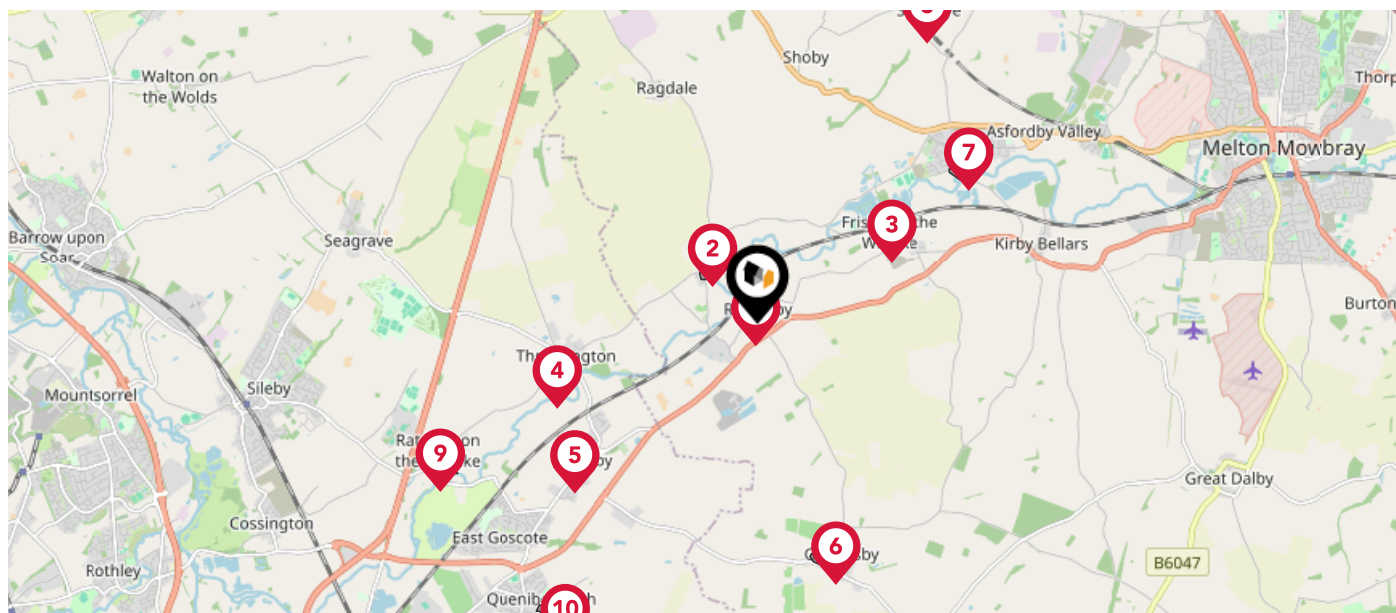 Shoby
Walton on
the Wolds
Ragdale
Thorp
7
Asfordby Valley
Melton Mowbray
Barrow upon
Soar
Seagrave
2
3
Kirby Bellars
Burton
4
Mountsorrel
Sileby
9
5
Great Dalby
Cossington
East Goscote
6
B6047
Rothley
10